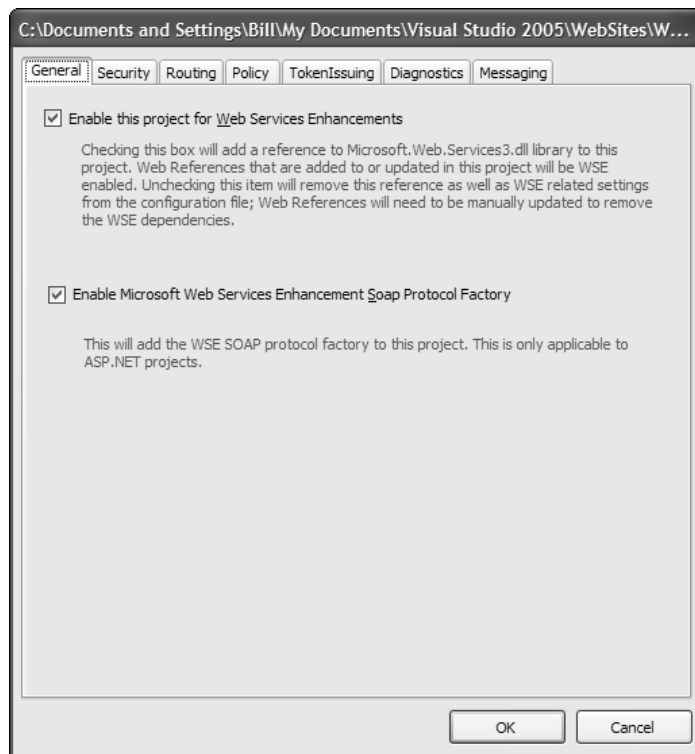 C:\Documents and Settings\Bill\My Documents\Visual Studio 2005\WebSites\W...
General Security Routing Policy TokenIssuing Diagnostics Messaging
Enable this project for Web Services Enhancements
Checking this box will add a reference to Microsoft.Web.Services3.dll library to this
project. Web References that are added to or updated in this project will be WSE
enabled. Unchecking this item will remove this reference as well as WSE related settings
from the configuration file; Web References will need to be manually updated to remove
the WSE dependencies.
Enable Microsoft Web Services Enhancement Soap Protocol Factory
This will add the WSE SOAP protocol factory to this project. This is only applicable to
ASP.NET projects.
OK Cancel